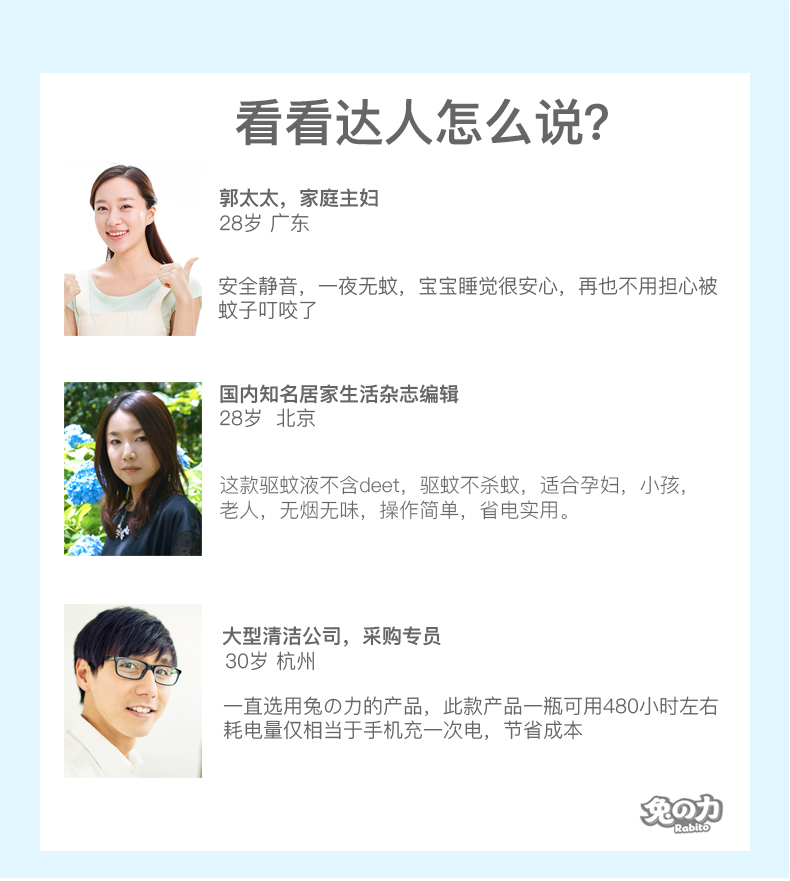 看看达人怎么说？
郭太太，家庭主妇
28岁 广东
安全静音，一夜无蚊，宝宝睡觉很安心，再也不用担心被
蚊子叮咬了
国内知名居家生活杂志编辑
28岁 北京
这款驱蚊液不含deet，驱蚊不杀蚊，适合孕妇，小孩，
老人，无烟无味，操作简单，省电实用。
大型清洁公司，采购专员
30岁 杭州
一直选用兔の力的产品，此款产品一瓶可用480小时左右
耗电量仅相当于手机充一次电，节省成本
兔の力
Rabito